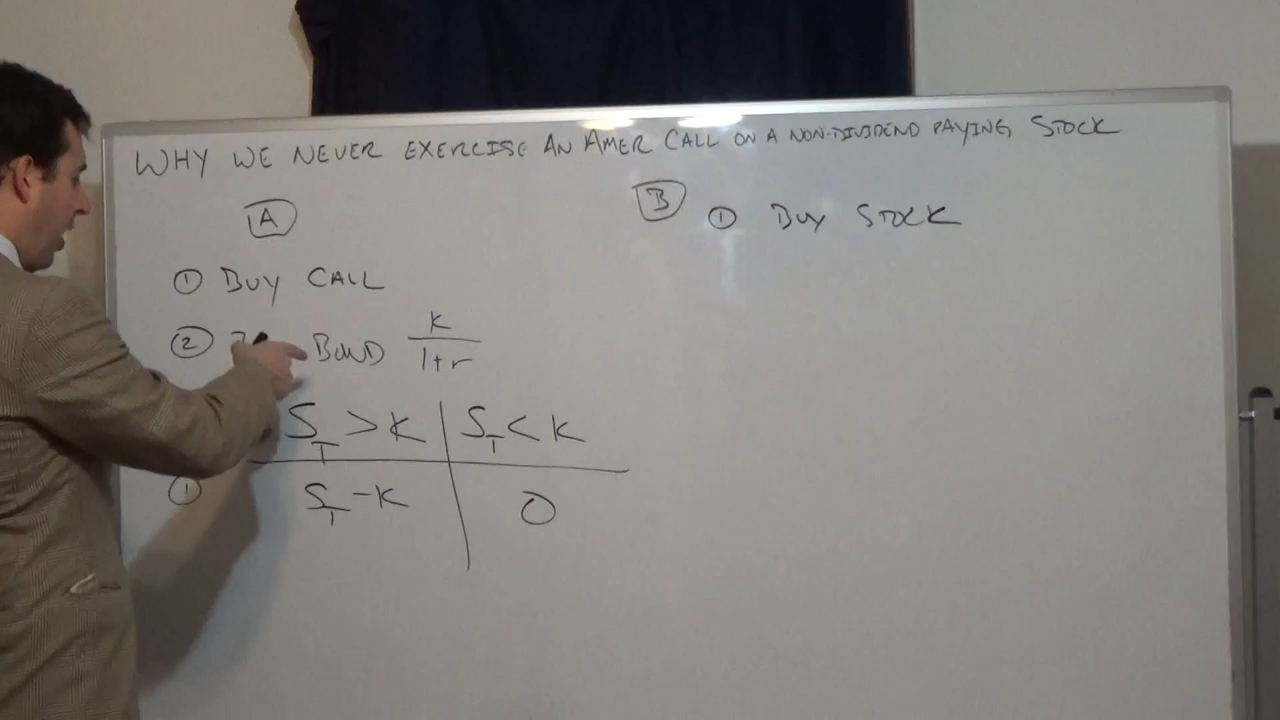 WHY WE NEVER EXERCISE AN AMER CALL ON A NON-DIVIDEND PAYING STOCK
A
① BUY CALL
② BOND K/(1+r)
S_T > K | S_T < K
① S_T - K | 0
B
① BUY STOCK